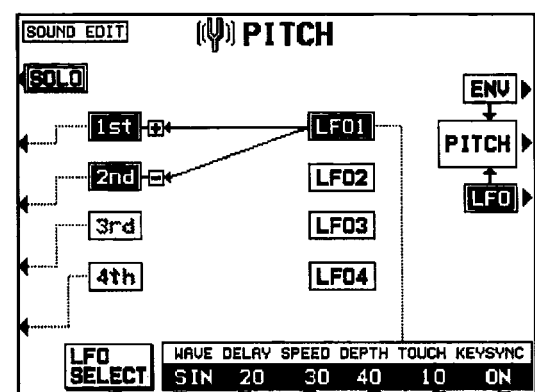 SOUND EDIT
PITCH
SOLO
ENV
1st + LFO1
PITCH
2nd - LFO2
LFO
3rd LFO3
4th LFO4
LFO SELECT
WAVE DELAY SPEED DEPTH TOUCH KEYSYNC
SIN 20 30 40 10 ON